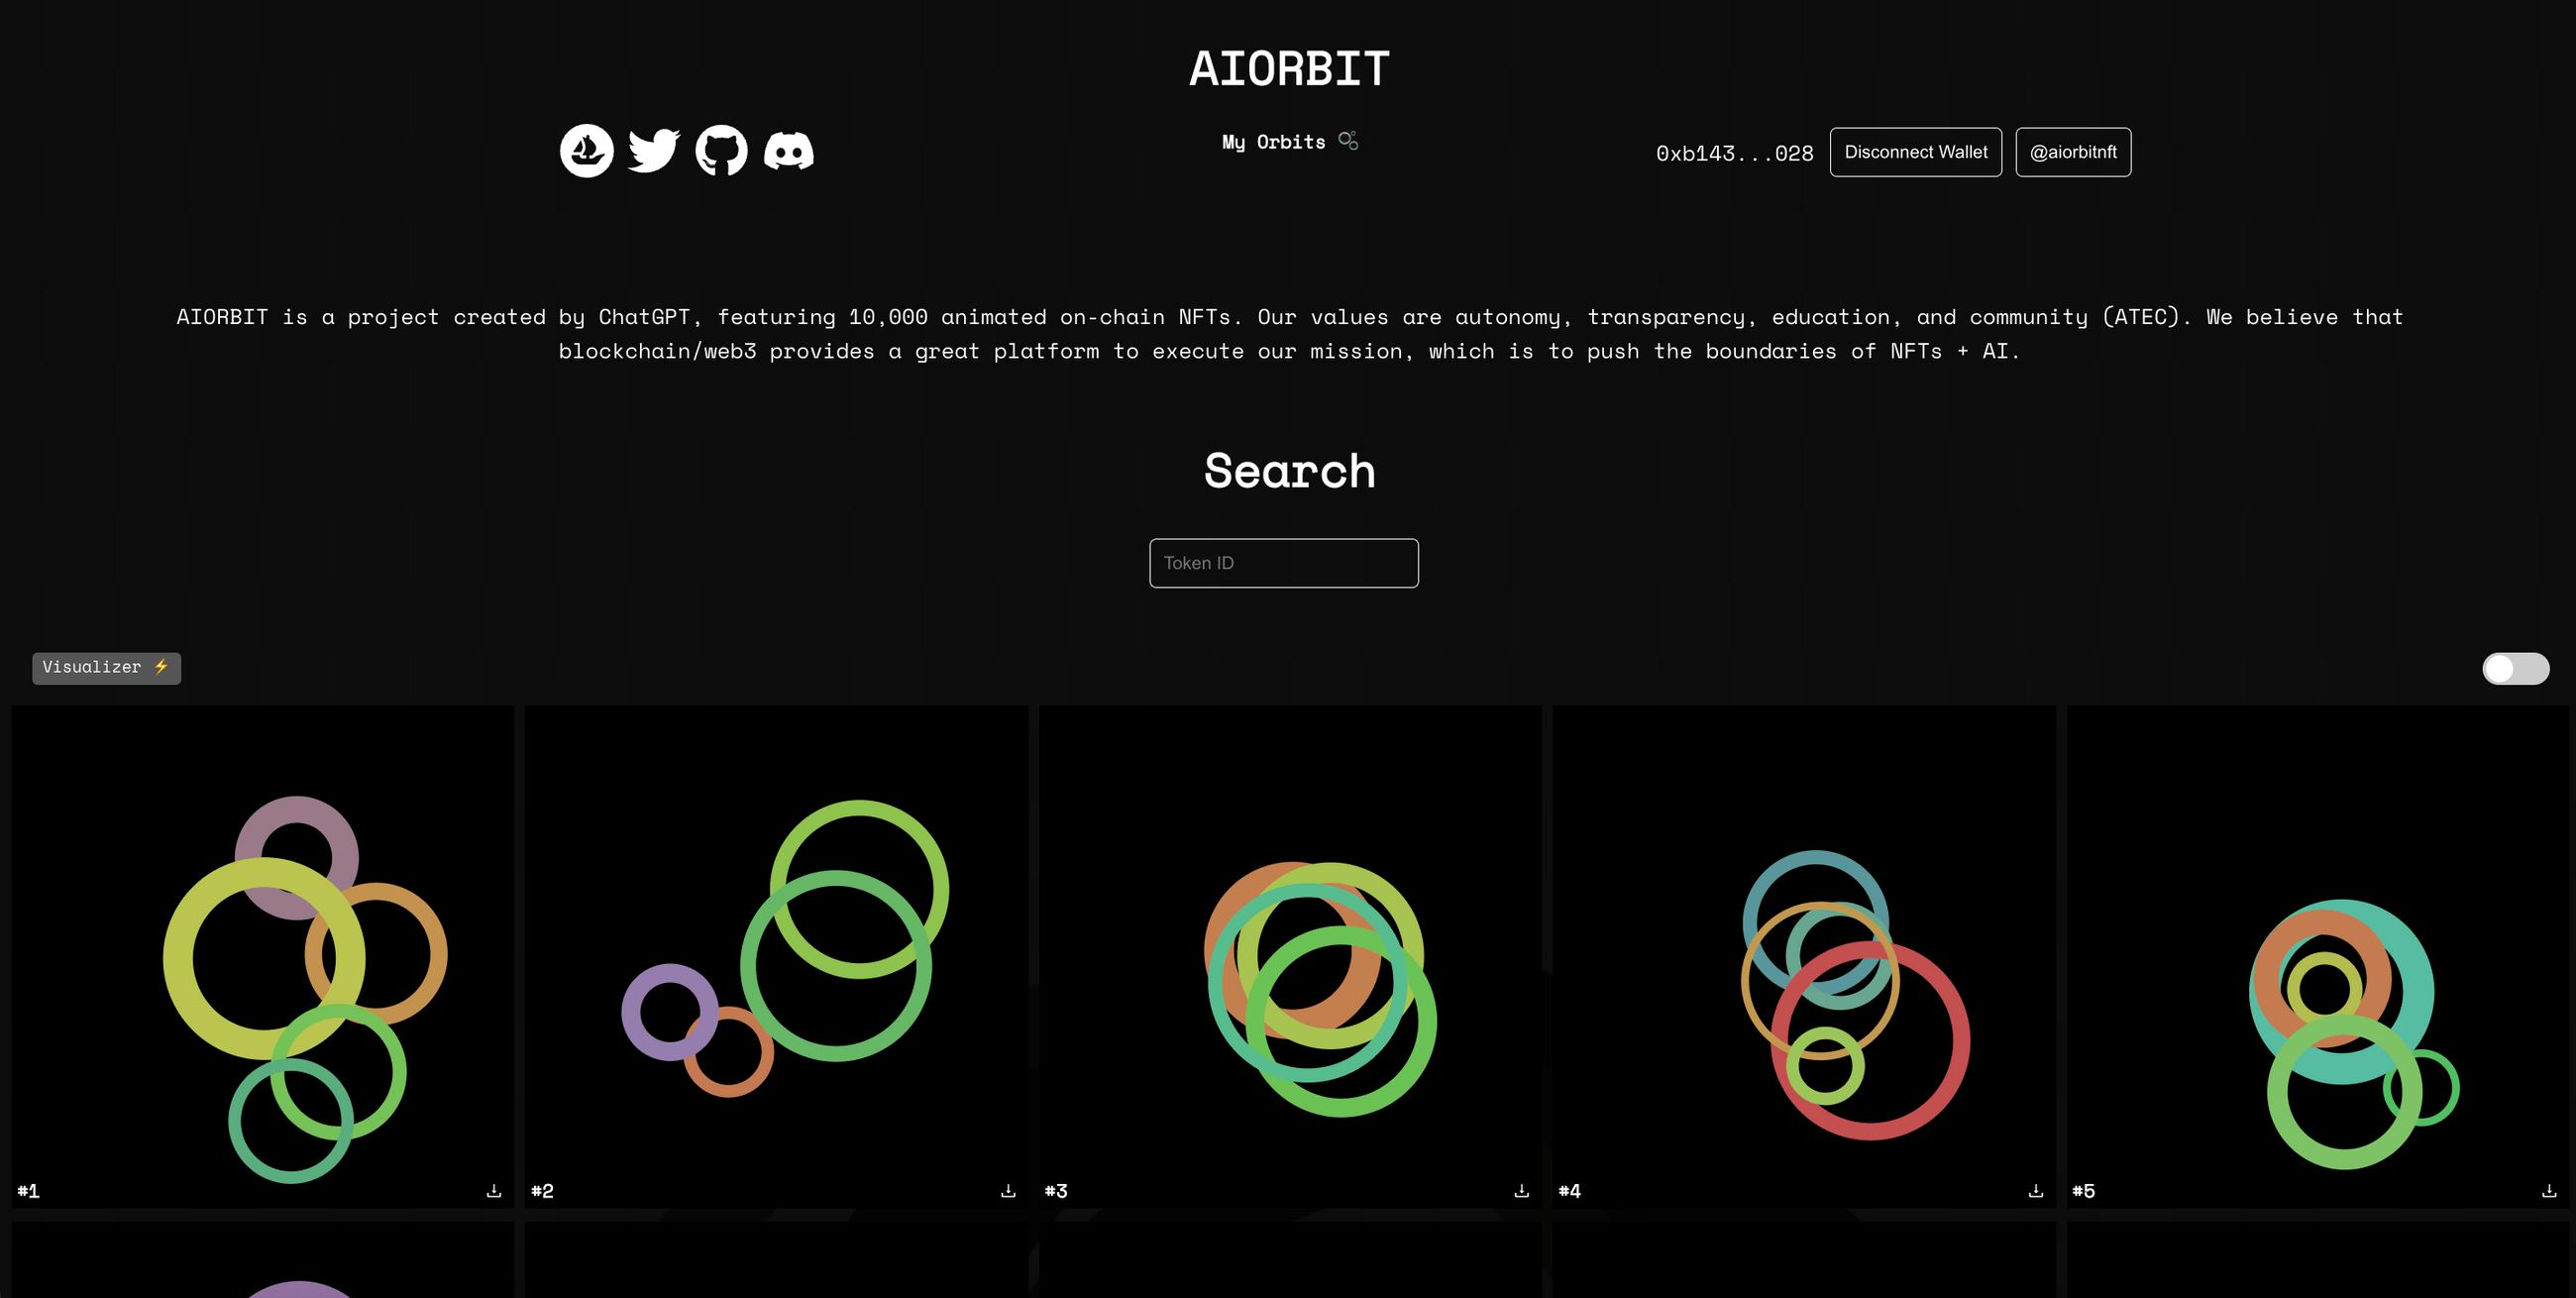 AIORBIT
My Orbits
0xb143...028
Disconnect Wallet
@aiorbitnft
AIORBIT is a project created by ChatGPT, featuring 10,000 animated on-chain NFTs. Our values are autonomy, transparency, education, and community (ATEC). We believe that
blockchain/web3 provides a great platform to execute our mission, which is to push the boundaries of NFTs + AI.
Search
Token ID
Visualizer ⚡
#1
#2
#3
#4
#5